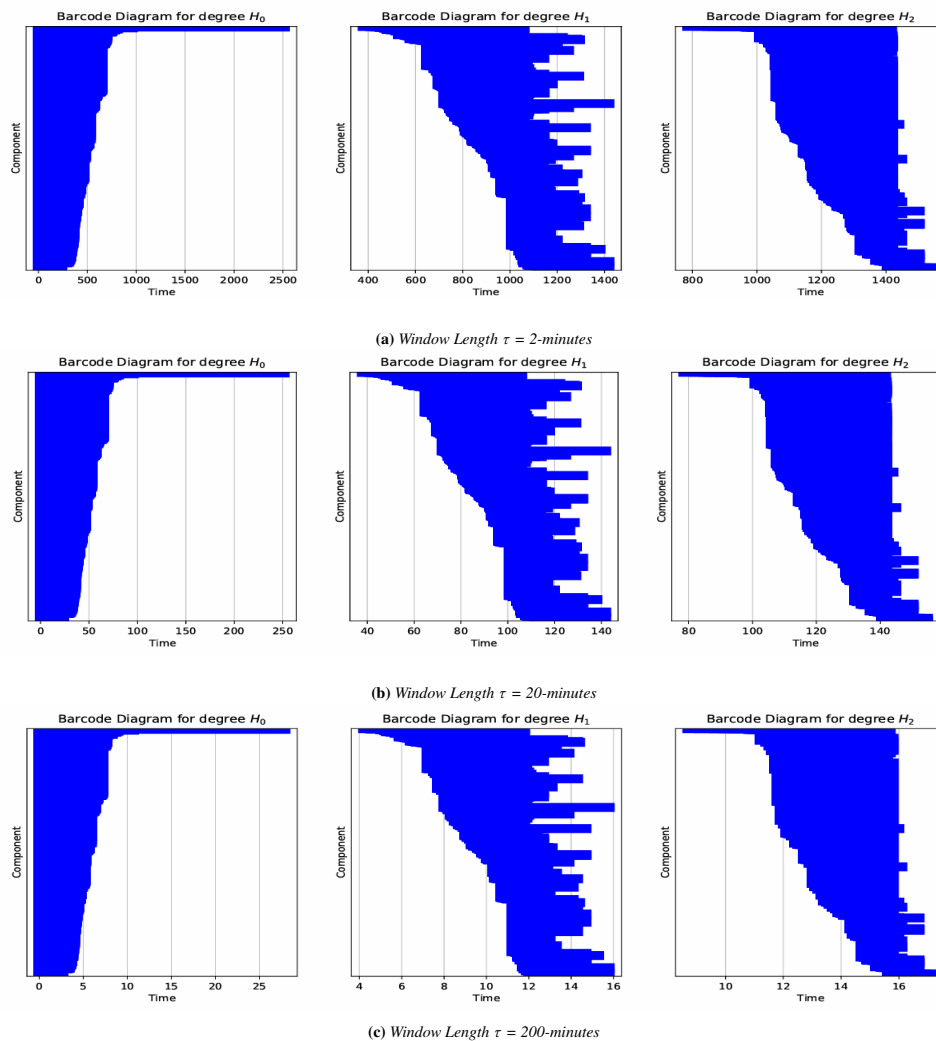 Barcode Diagram for degree H₀ Barcode Diagram for degree H₁ Barcode Diagram for degree H₂
Component Component Component
0 500 1000 1500 2000 2500 400 600 800 1000 1200 1400 800 1000 1200 1400
Time Time Time
(a) Window Length τ = 2-minutes
Barcode Diagram for degree H₀ Barcode Diagram for degree H₁ Barcode Diagram for degree H₂
Component Component Component
0 50 100 150 200 250 40 60 80 100 120 140 80 100 120 140
Time Time Time
(b) Window Length τ = 20-minutes
Barcode Diagram for degree H₀ Barcode Diagram for degree H₁ Barcode Diagram for degree H₂
Component Component Component
0 5 10 15 20 25 4 6 8 10 12 14 16 10 12 14 16
Time Time Time
(c) Window Length τ = 200-minutes